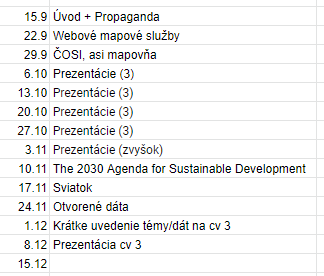 15.9 Úvod + Propaganda
22.9 Webové mapové služby
29.9 ČOSI, asi mapovňa
6.10 Prezentácie (3)
13.10 Prezentácie (3)
20.10 Prezentácie (3)
27.10 Prezentácie (3)
3.11 Prezentácie (zvyšok)
10.11 The 2030 Agenda for Sustainable Development
17.11 Sviatok
24.11 Otvorené dáta
1.12 Krátke uvedenie témy/dát na cv 3
8.12 Prezentácia cv 3
15.12